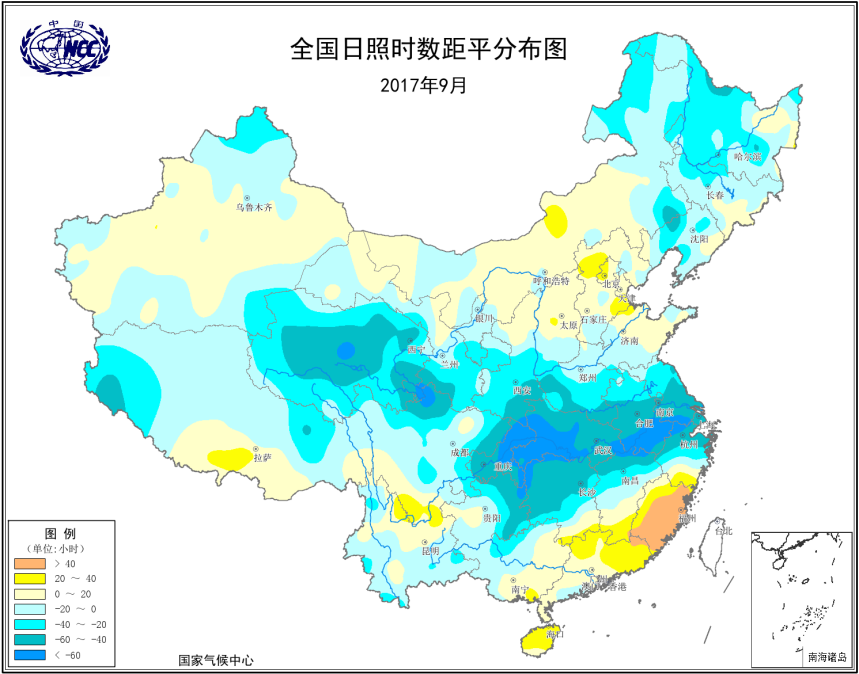 中国
NCC
全国日照时数距平分布图
2017年9月
哈尔滨
长春
乌鲁木齐
沈阳
呼和浩特
北京
天津
银川
太原
石家庄
西宁
济南
兰州
郑州
西安
南京
合肥
上海
拉萨
成都
武汉
杭州
重庆
南昌
长沙
贵阳
福州
台北
昆明
广州
南宁
澳门
香港
海口
图 例
(单位:小时)
> 40
20 ~ 40
0 ~ 20
-20 ~ 0
-40 ~ -20
-60 ~ -40
< -60
国家气候中心
南海诸岛